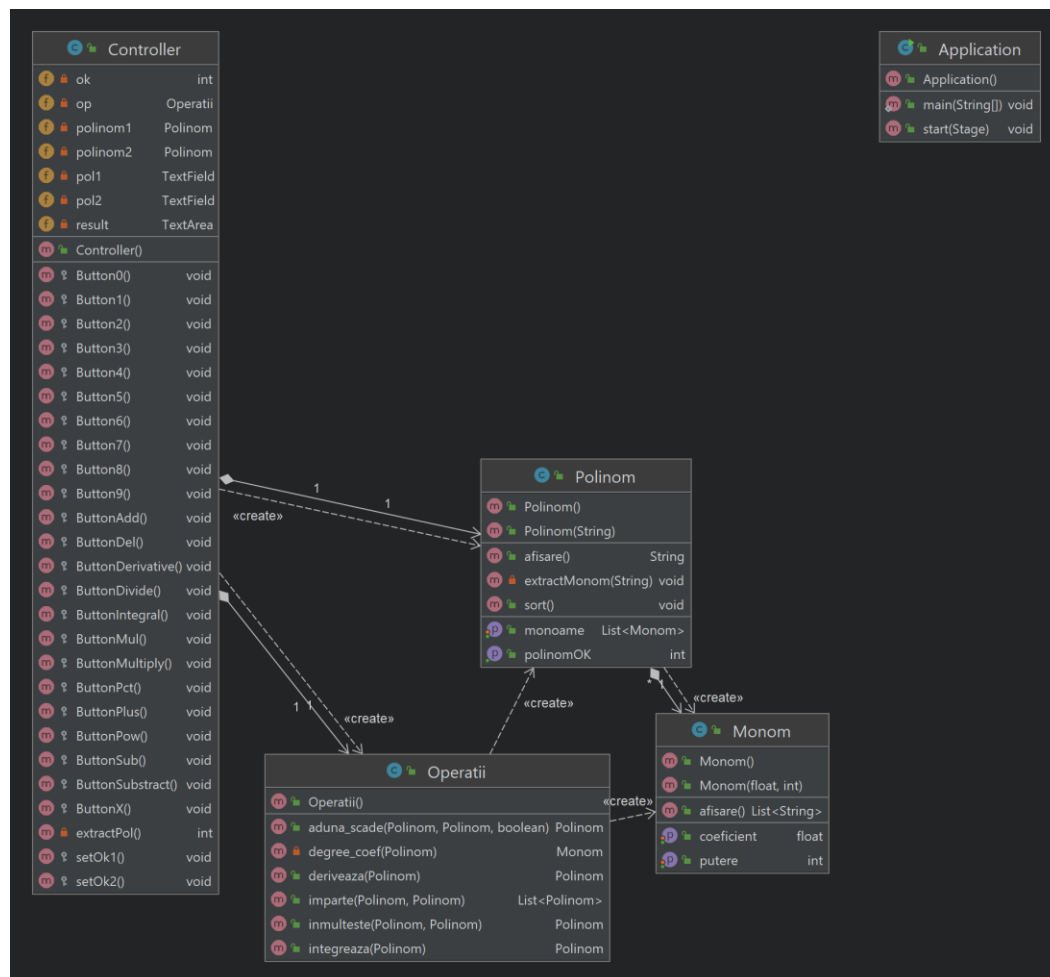 Controller
ok int
op Operatii
polinom1 Polinom
polinom2 Polinom
pol1 TextField
pol2 TextField
result TextArea
Controller()
Button0() void
Button1() void
Button2() void
Button3() void
Button4() void
Button5() void
Button6() void
Button7() void
Button8() void
Button9() void
ButtonAdd() void
ButtonDel() void
ButtonDerivative() void
ButtonDivide() void
ButtonIntegral() void
ButtonMul() void
ButtonMultiply() void
ButtonPct() void
ButtonPlus() void
ButtonPow() void
ButtonSub() void
ButtonSubstract() void
ButtonX() void
extractPol() int
setOk1() void
setOk2() void
Application
Application()
main(String[]) void
start(Stage) void
1
1
«create»
Polinom
Polinom()
Polinom(String)
afisare() String
extractMonom(String) void
sort() void
monoame List<Monom>
polinomOK int
1
1
«create»
«create»
* 1
«create»
Monom
Monom()
Monom(float, int)
afisare() List<String>
coeficient float
putere int
«create»
Operatii
Operatii()
aduna_scade(Polinom, Polinom, boolean) Polinom
degree_coef(Polinom) Monom
deriveaza(Polinom) Polinom
imparte(Polinom, Polinom) List<Polinom>
inmulteste(Polinom, Polinom) Polinom
integreaza(Polinom) Polinom